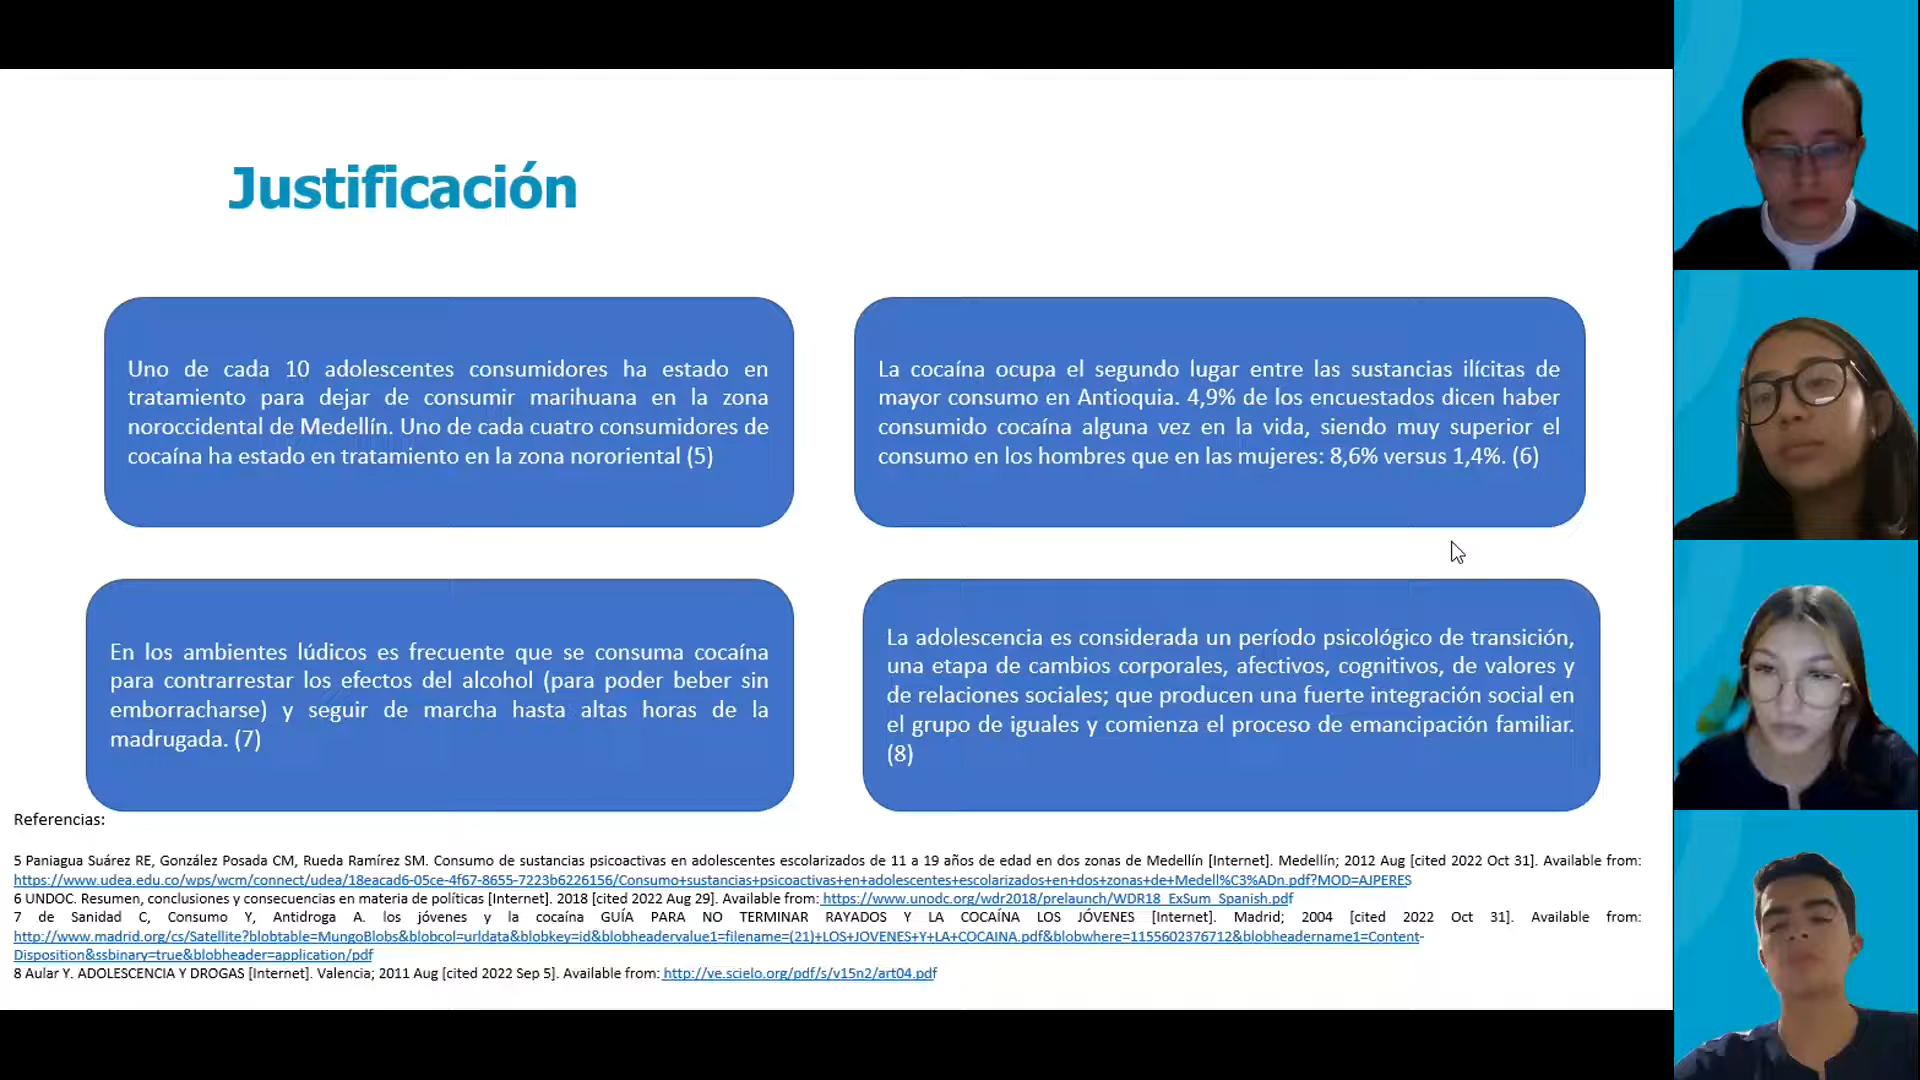 Justificación
Uno de cada 10 adolescentes consumidores ha estado en
tratamiento para dejar de consumir marihuana en la zona
noroccidental de Medellín. Uno de cada cuatro consumidores de
cocaína ha estado en tratamiento en la zona nororiental (5)
La cocaína ocupa el segundo lugar entre las sustancias ilícitas de
mayor consumo en Antioquia. 4,9% de los encuestados dicen haber
consumido cocaína alguna vez en la vida, siendo muy superior el
consumo en los hombres que en las mujeres: 8,6% versus 1,4%. (6)
En los ambientes lúdicos es frecuente que se consuma cocaína
para contrarrestar los efectos del alcohol (para poder beber sin
emborracharse) y seguir de marcha hasta altas horas de la
madrugada. (7)
La adolescencia es considerada un período psicológico de transición,
una etapa de cambios corporales, afectivos, cognitivos, de valores y
de relaciones sociales; que producen una fuerte integración social en
el grupo de iguales y comienza el proceso de emancipación familiar.
(8)
Referencias:
5 Paniagua Suárez RE, González Posada CM, Rueda Ramírez SM. Consumo de sustancias psicoactivas en adolescentes escolarizados de 11 a 19 años de edad en dos zonas de Medellín [Internet]. Medellín; 2012 Aug [cited 2022 Oct 31]. Available from:
https://www.udea.edu.co/wps/wcm/connect/udea/18eacad6-05ce-4f67-8655-7223b6226156/Consumo+sustancias+psicoactivas+en+adolescentes+escolarizados+en+dos+zonas+de+Medell%C3%ADn.pdf?MOD=AJPERES
6 UNDOC. Resumen, conclusiones y consecuencias en materia de políticas [Internet]. 2018 [cited 2022 Aug 29]. Available from: https://www.unodc.org/wdr2018/prelaunch/WDR18_ExSum_Spanish.pdf
7 de Sanidad C, Consumo Y, Antidroga A. los jóvenes y la cocaína GUÍA PARA NO TERMINAR RAYADOS Y LA COCAÍNA LOS JÓVENES [Internet]. Madrid; 2004 [cited 2022 Oct 31]. Available from:
http://www.madrid.org/cs/Satellite?blobtable=MungoBlobs&blobcol=urldata&blobkey=id&blobheadervalue1=filename=(21)+LOS+JOVENES+Y+LA+COCAINA.pdf&blobwhere=1155602376712&blobheadername1=Content-
Disposition&ssbinary=true&blobheader=application/pdf
8 Aular Y. ADOLESCENCIA Y DROGAS [Internet]. Valencia; 2011 Aug [cited 2022 Sep 5]. Available from: http://ve.scielo.org/pdf/s/v15n2/art04.pdf